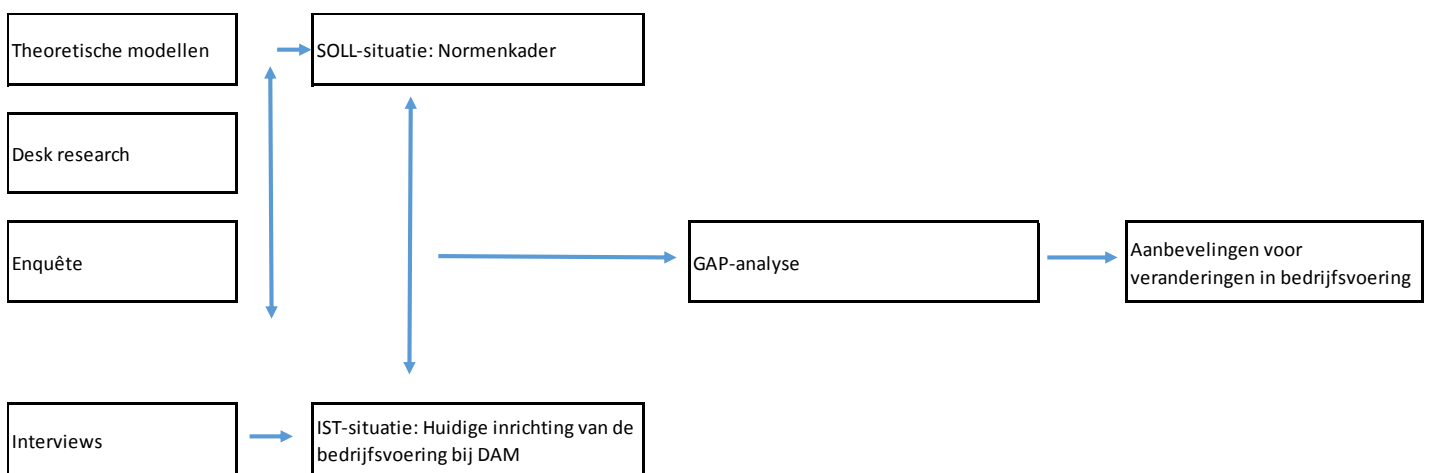 Theoretische modellen
SOLL-situatie: Normenkader
Desk research
Enquête
GAP-analyse
Aanbevelingen voor
veranderingen in bedrijfsvoering
Interviews
IST-situatie: Huidige inrichting van de
bedrijfsvoering bij DAM